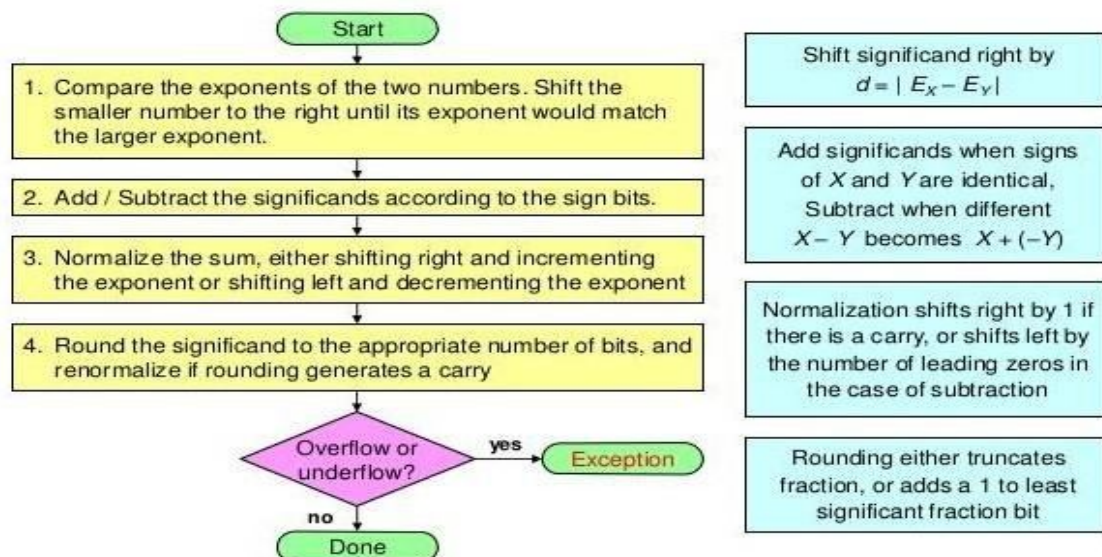 Start
1. Compare the exponents of the two numbers. Shift the
smaller number to the right until its exponent would match
the larger exponent.
2. Add / Subtract the significands according to the sign bits.
3. Normalize the sum, either shifting right and incrementing
the exponent or shifting left and decrementing the exponent
4. Round the significand to the appropriate number of bits, and
renormalize if rounding generates a carry
Overflow or
underflow?
yes
Exception
no
Done
Shift significand right by
d = | E_X – E_Y |
Add significands when signs
of X and Y are identical,
Subtract when different
X – Y becomes X + (–Y)
Normalization shifts right by 1 if
there is a carry, or shifts left by
the number of leading zeros in
the case of subtraction
Rounding either truncates
fraction, or adds a 1 to least
significant fraction bit